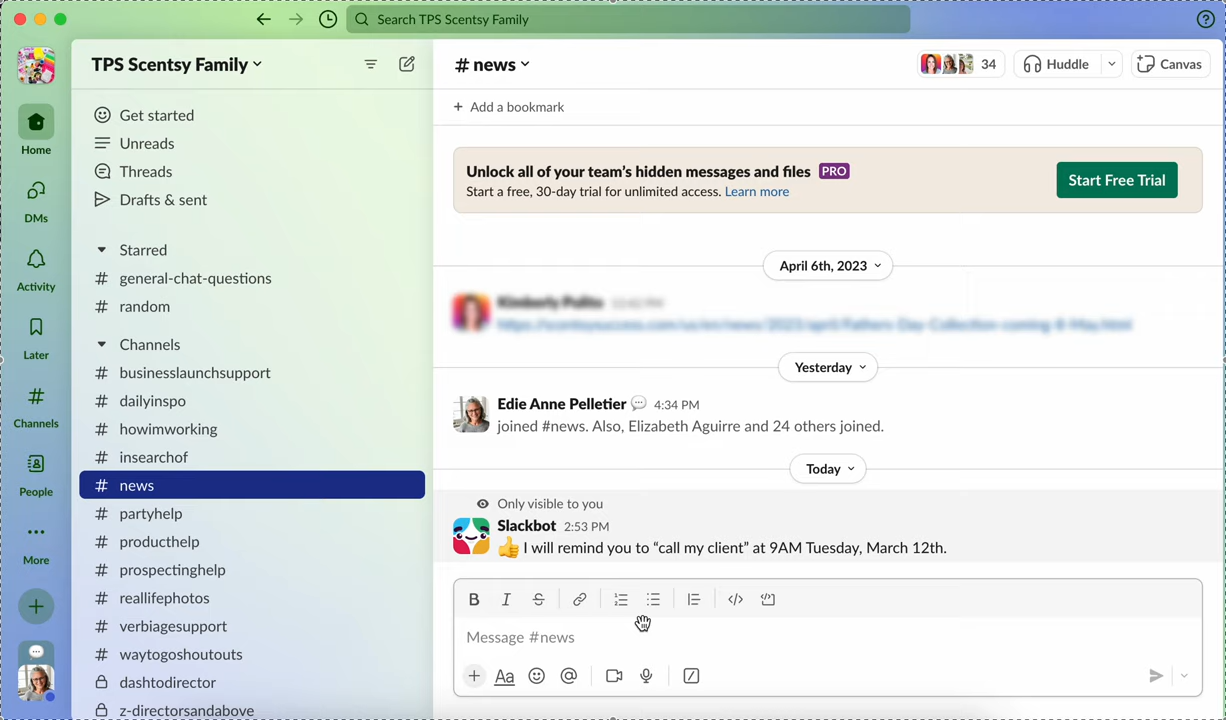 Search TPS Scentsy Family
TPS Scentsy Family
Get started
Unreads
Threads
Drafts & sent
Starred
# general-chat-questions
# random
Channels
# businesslaunchsupport
# dailyinspo
# howimworking
# insearchof
# news
# partyhelp
# producthelp
# prospectinghelp
# reallifephotos
# verbiagesupport
# waytogoshoutouts
dashtodirector
z-directorsandabove
Home
DMs
Activity
Later
Channels
People
More
# news
34
Huddle
Canvas
+ Add a bookmark
Unlock all of your team’s hidden messages and files PRO
Start a free, 30-day trial for unlimited access. Learn more
Start Free Trial
April 6th, 2023
Yesterday
Edie Anne Pelletier 4:34 PM
joined #news. Also, Elizabeth Aguirre and 24 others joined.
Today
Only visible to you
Slackbot 2:53 PM
👍 I will remind you to “call my client” at 9AM Tuesday, March 12th.
Message #news
Aa